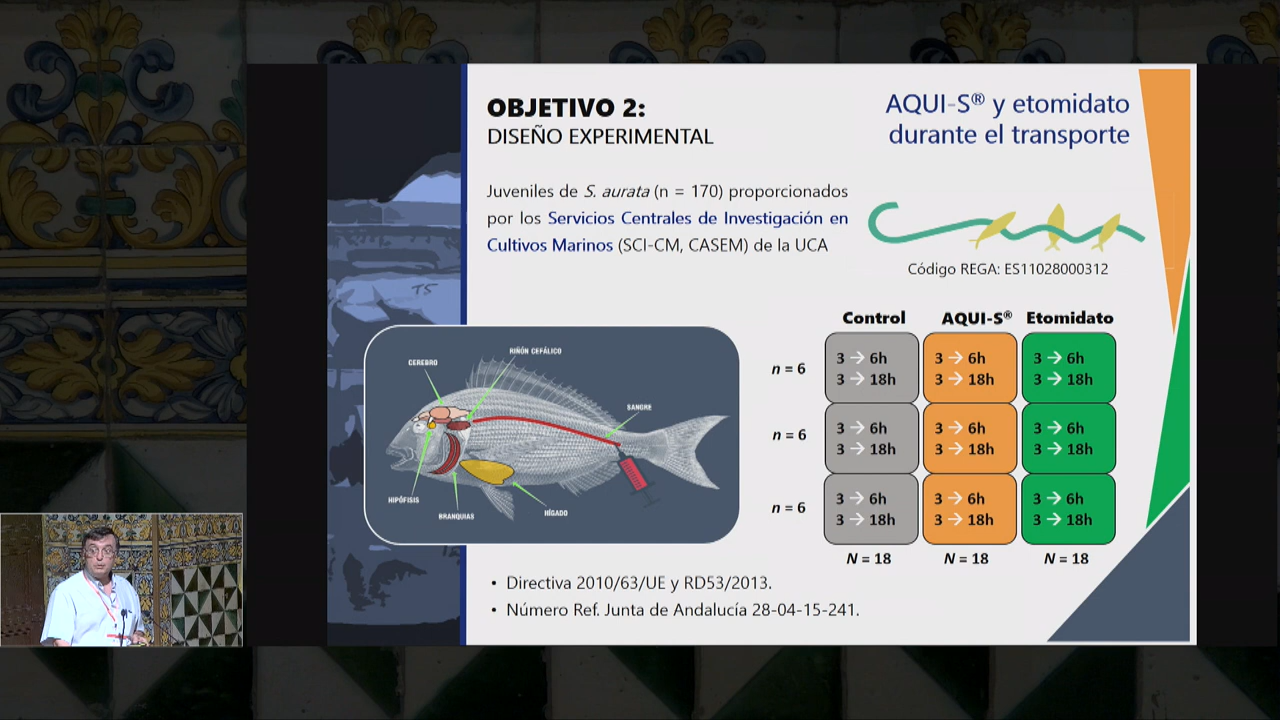 OBJETIVO 2:
DISEÑO EXPERIMENTAL
AQUI-S® y etomidato
durante el transporte
Juveniles de S. aurata (n = 170) proporcionados
por los Servicios Centrales de Investigación en
Cultivos Marinos (SCI-CM, CASEM) de la UCA
Código REGA: ES11028000312
CEREBRO
RIÑÓN CEFÁLICO
SANGRE
HIPÓFISIS
BRANQUIAS
HÍGADO
Control AQUI-S® Etomidato
n = 6
3 → 6h 3 → 6h 3 → 6h
3 → 18h 3 → 18h 3 → 18h
n = 6
3 → 6h 3 → 6h 3 → 6h
3 → 18h 3 → 18h 3 → 18h
n = 6
3 → 6h 3 → 6h 3 → 6h
3 → 18h 3 → 18h 3 → 18h
N = 18 N = 18 N = 18
• Directiva 2010/63/UE y RD53/2013.
• Número Ref. Junta de Andalucía 28-04-15-241.